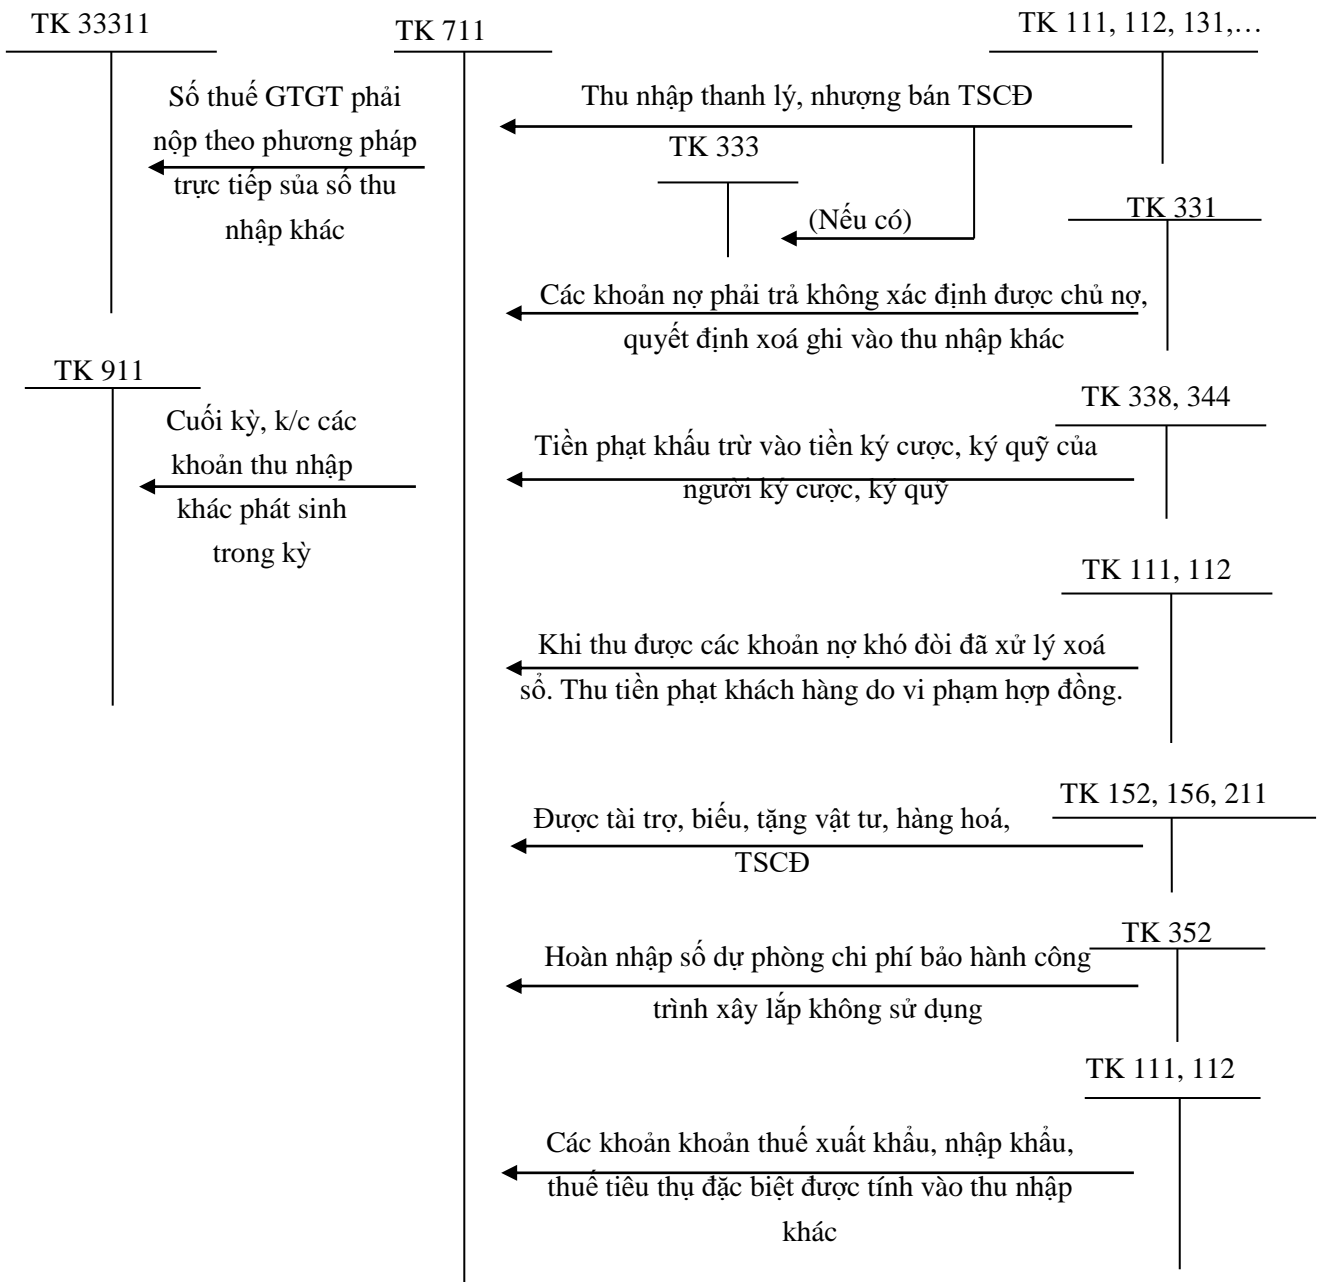 TK 33311
TK 711
TK 111, 112, 131,…
Số thuế GTGT phải
nộp theo phương pháp
trực tiếp sủa số thu
nhập khác
Thu nhập thanh lý, nhượng bán TSCĐ
TK 333
(Nếu có)
TK 331
Các khoản nợ phải trả không xác định được chủ nợ,
quyết định xoá ghi vào thu nhập khác
TK 911
Cuối kỳ, k/c các
khoản thu nhập
khác phát sinh
trong kỳ
TK 338, 344
Tiền phạt khấu trừ vào tiền ký cược, ký quỹ của
người ký cược, ký quỹ
TK 111, 112
Khi thu được các khoản nợ khó đòi đã xử lý xoá
sổ. Thu tiền phạt khách hàng do vi phạm hợp đồng.
TK 152, 156, 211
Được tài trợ, biếu, tặng vật tư, hàng hoá,
TSCĐ
TK 352
Hoàn nhập số dự phòng chi phí bảo hành công
trình xây lắp không sử dụng
TK 111, 112
Các khoản khoản thuế xuất khẩu, nhập khẩu,
thuế tiêu thụ đặc biệt được tính vào thu nhập
khác